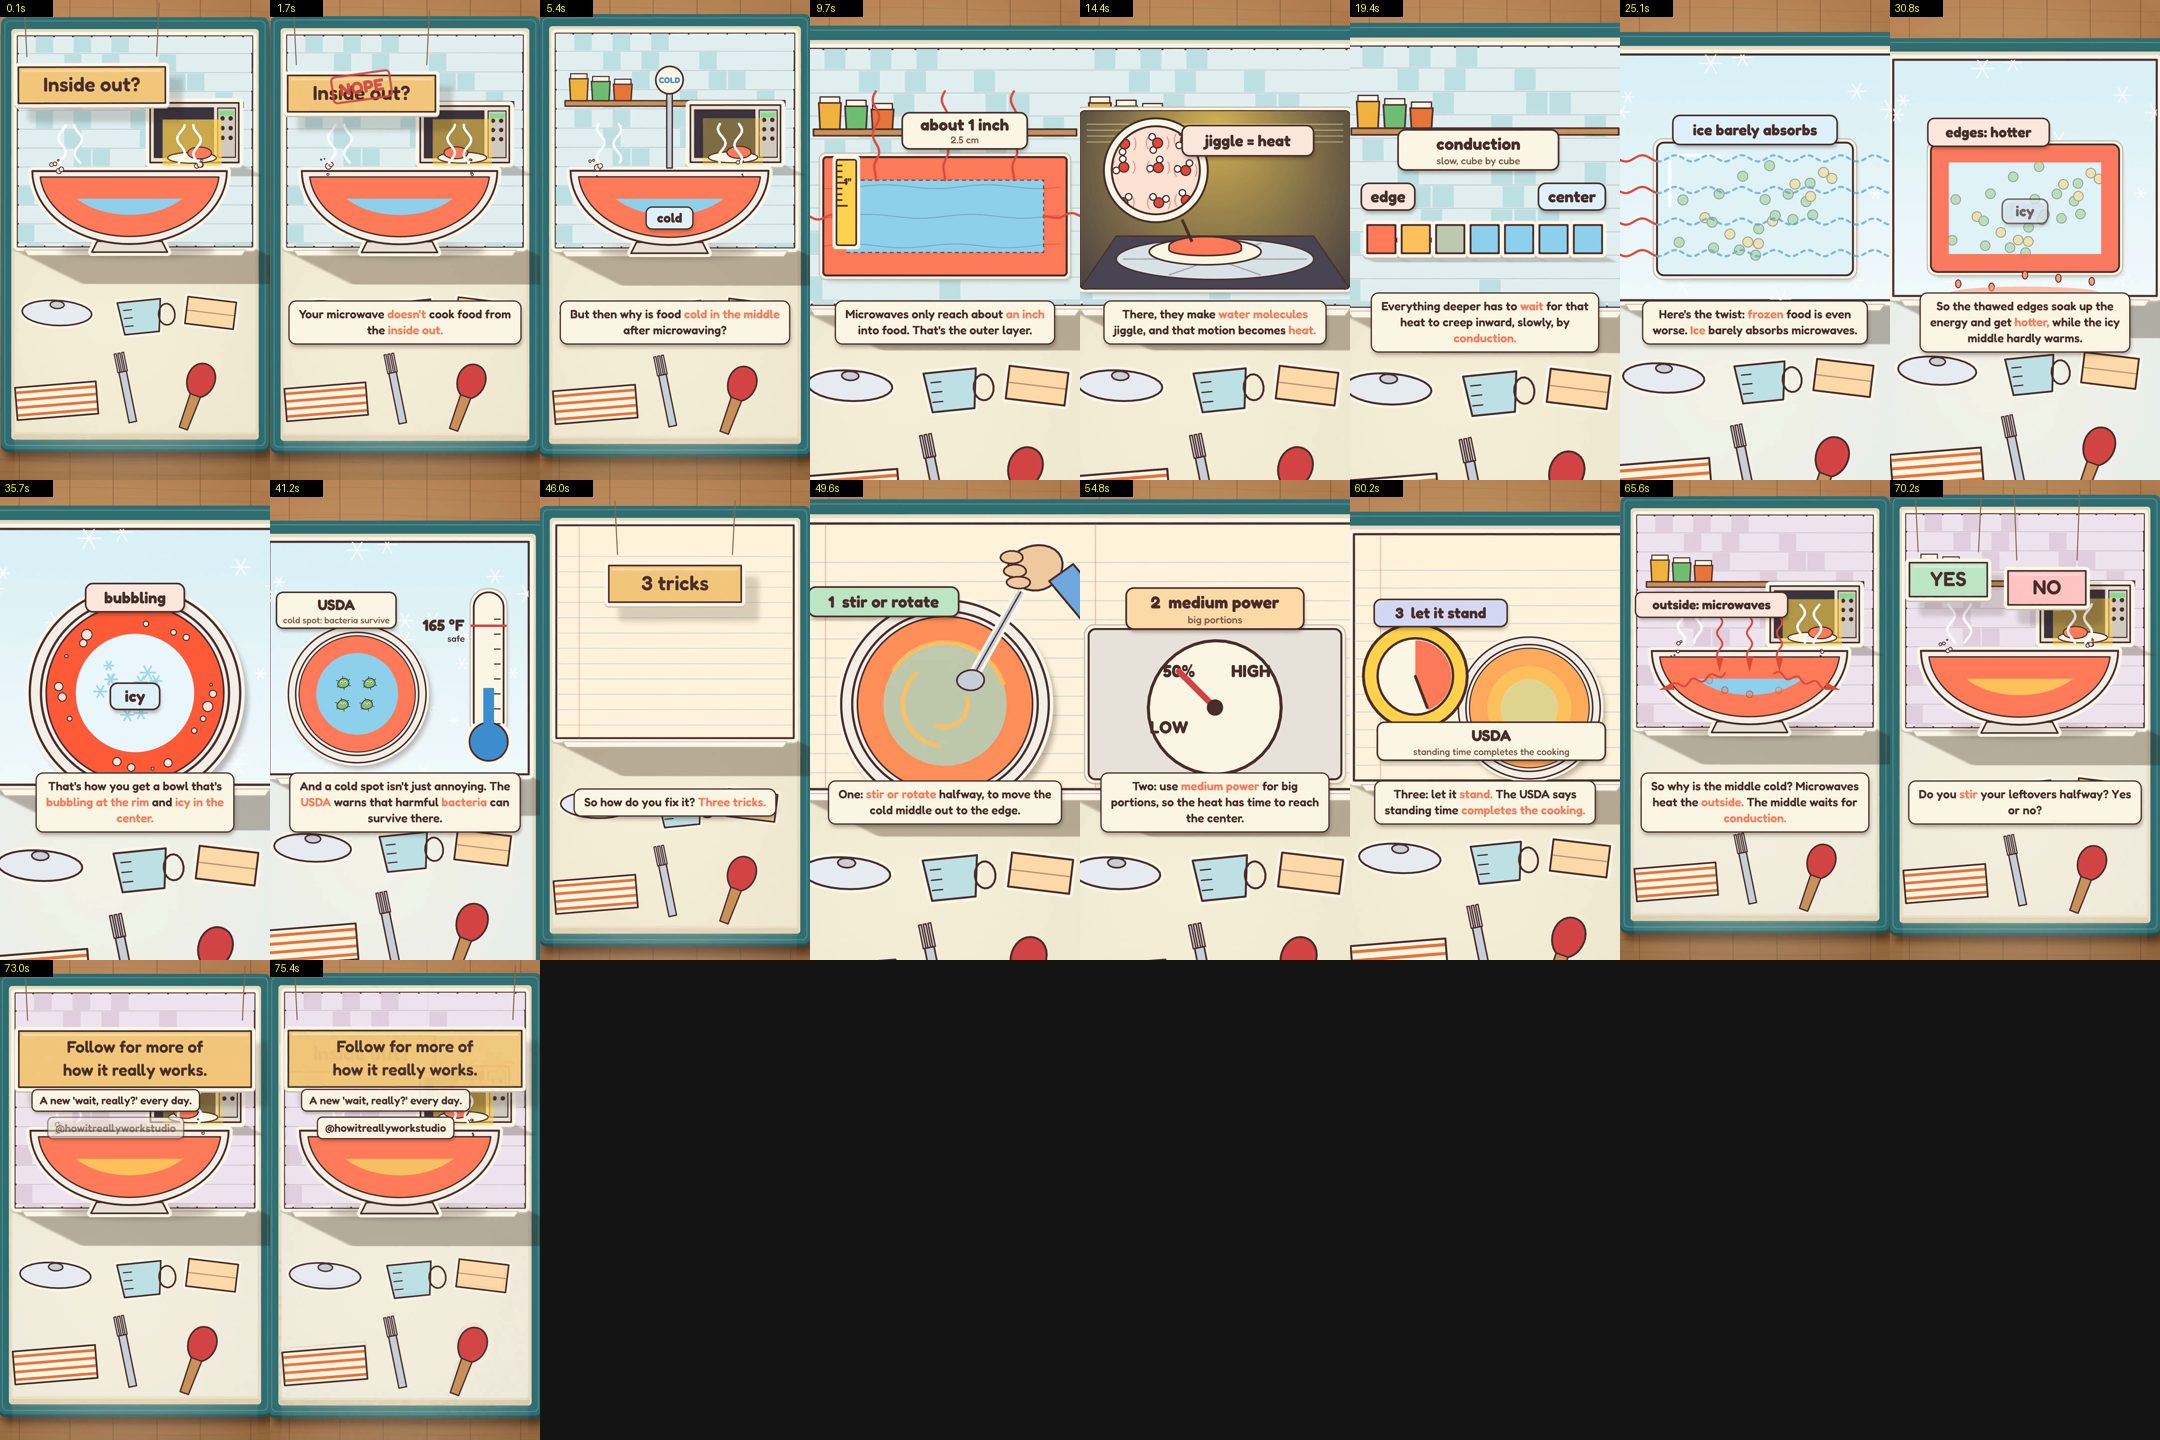 0.1s
Inside out?
1.7s
Inside out?
NOPE
Your microwave doesn't cook food from
the inside out.
5.4s
COLD
cold
But then why is food cold in the middle
after microwaving?
9.7s
about 1 inch
2.5 cm
1"
Microwaves only reach about an inch
into food. That's the outer layer.
14.4s
jiggle = heat
There, they make water molecules
jiggle, and that motion becomes heat.
19.4s
conduction
slow, cube by cube
edge
center
Everything deeper has to wait for that
heat to creep inward, slowly, by
conduction.
25.1s
ice barely absorbs
Here's the twist: frozen food is even
worse. Ice barely absorbs microwaves.
30.8s
edges: hotter
icy
So the thawed edges soak up the
energy and get hotter, while the icy
middle hardly warms.
35.7s
bubbling
icy
That's how you get a bowl that's
bubbling at the rim and icy in the
center.
41.2s
USDA
cold spot: bacteria survive
165 °F
safe
And a cold spot isn't just annoying. The
USDA warns that harmful bacteria can
survive there.
46.0s
3 tricks
So how do you fix it? Three tricks.
49.6s
1 stir or rotate
One: stir or rotate halfway, to move the
cold middle out to the edge.
54.8s
2 medium power
big portions
50%
HIGH
LOW
Two: use medium power for big
portions, so the heat has time to reach
the center.
60.2s
3 let it stand
USDA
standing time completes the cooking
Three: let it stand. The USDA says
standing time completes the cooking.
65.6s
outside: microwaves
So why is the middle cold? Microwaves
heat the outside. The middle waits for
conduction.
70.2s
YES
NO
Do you stir your leftovers halfway? Yes
or no?
73.0s
Follow for more of
how it really works.
A new 'wait, really?' every day.
@howitreallyworkstudio
75.4s
Follow for more of
how it really works.
A new 'wait, really?' every day.
@howitreallyworkstudio